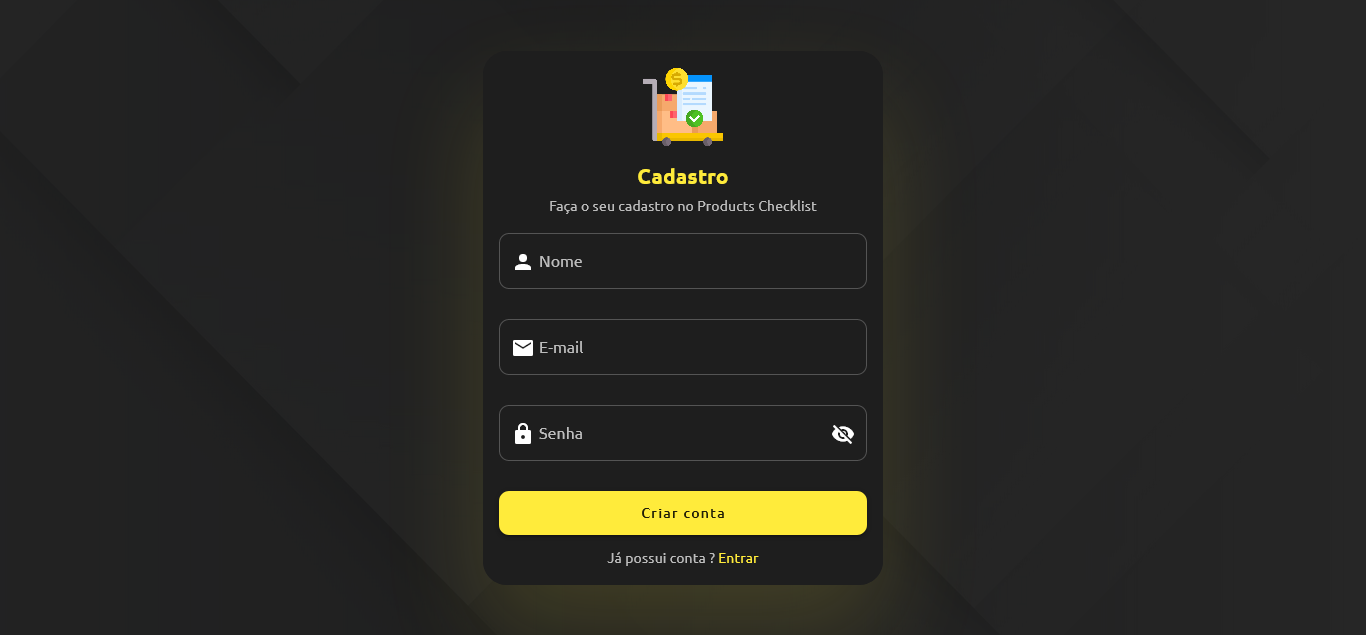 Cadastro
Faça o seu cadastro no Products Checklist
Nome
E-mail
Senha
Criar conta
Já possui conta ? Entrar